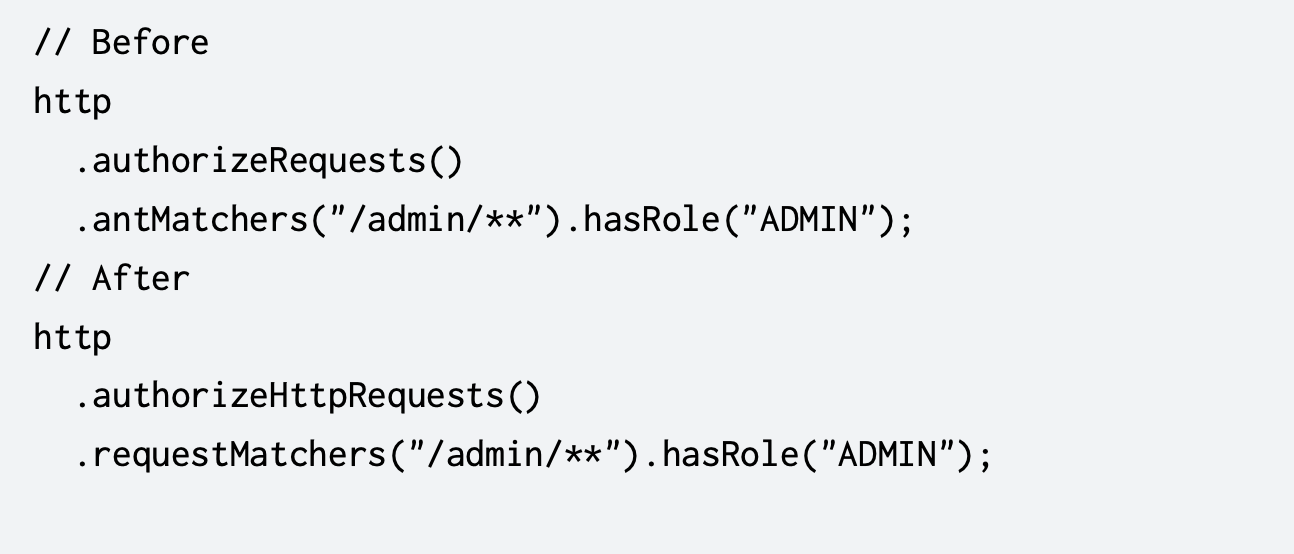 // Before
http
  .authorizeRequests()
  .antMatchers("/admin/**").hasRole("ADMIN");
// After
http
  .authorizeHttpRequests()
  .requestMatchers("/admin/**").hasRole("ADMIN");